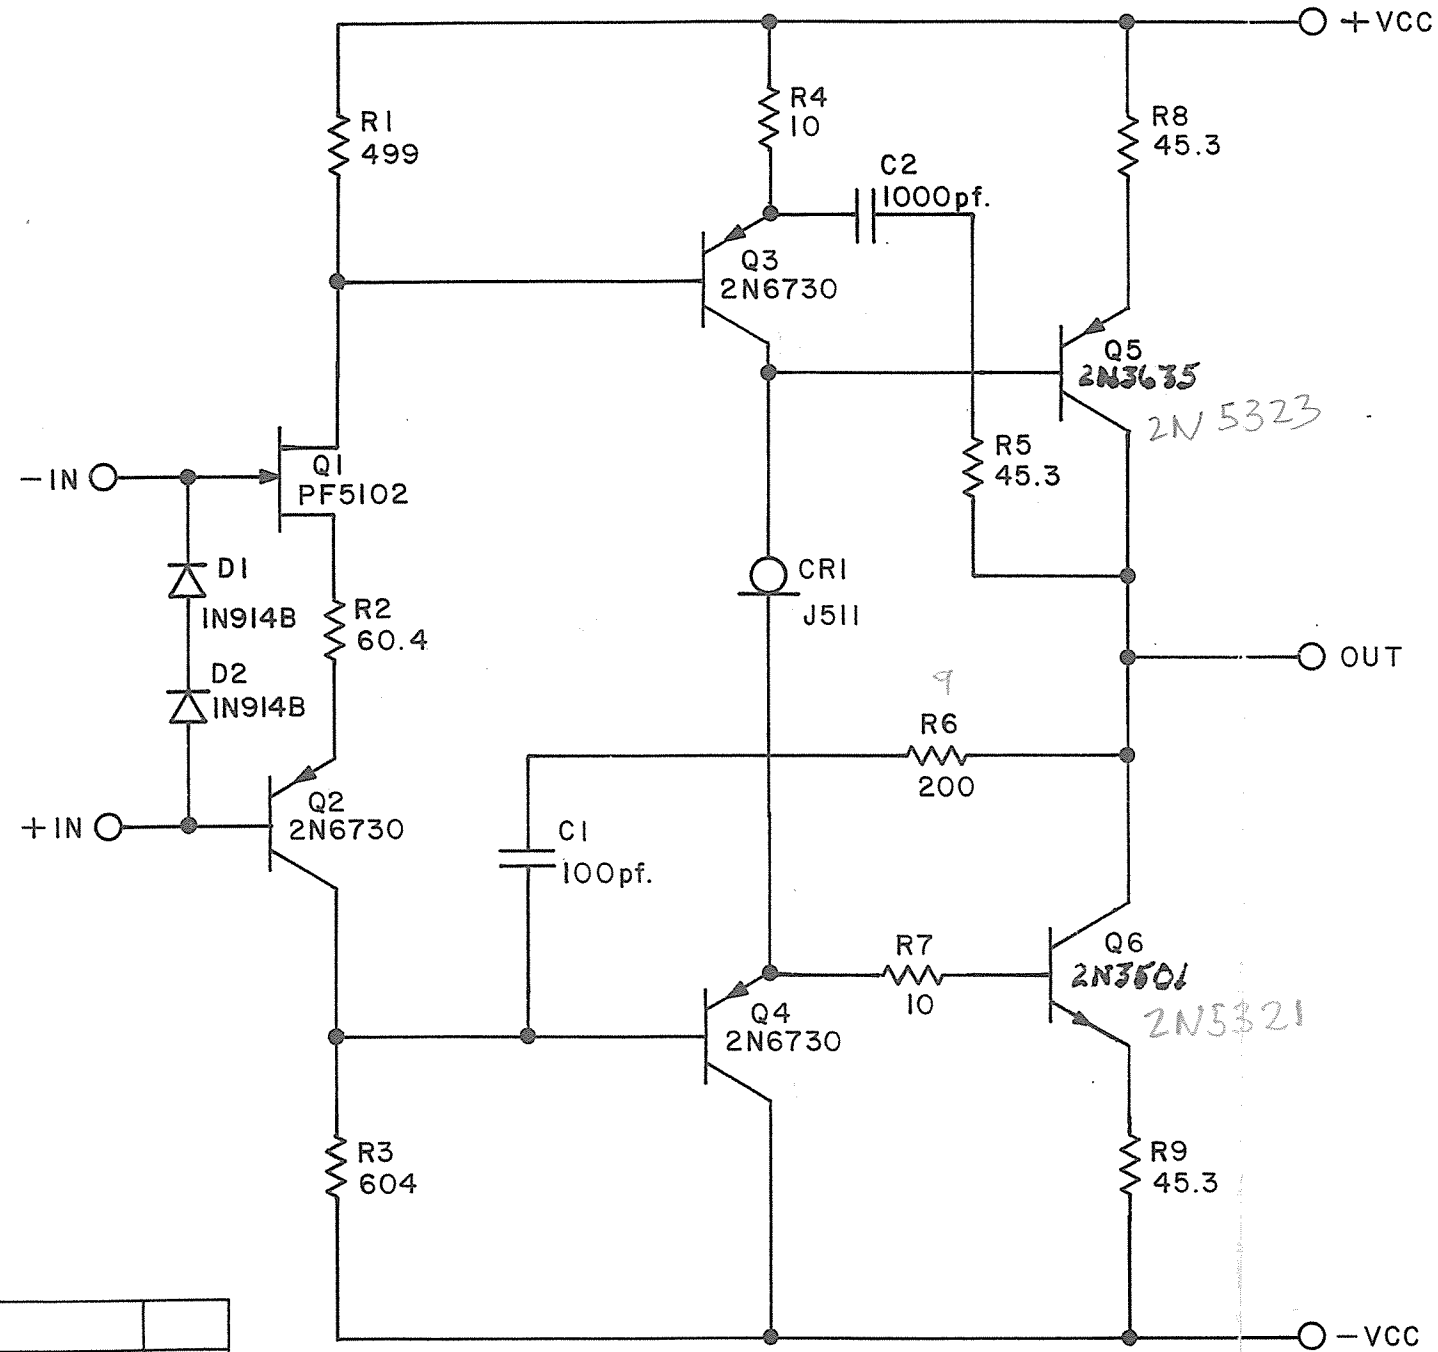 +VCC
R1
499
R4
10
R8
45.3
C2
1000pf.
Q3
2N6730
Q5
2N3635
2N5323
-IN
Q1
PF5102
R5
45.3
D1
1N914B
CR1
J511
R2
60.4
OUT
D2
1N914B
9
R6
200
+IN
Q2
2N6730
C1
100pf.
R7
10
Q6
2N3501
2N5321
Q4
2N6730
R3
604
R9
45.3
-VCC